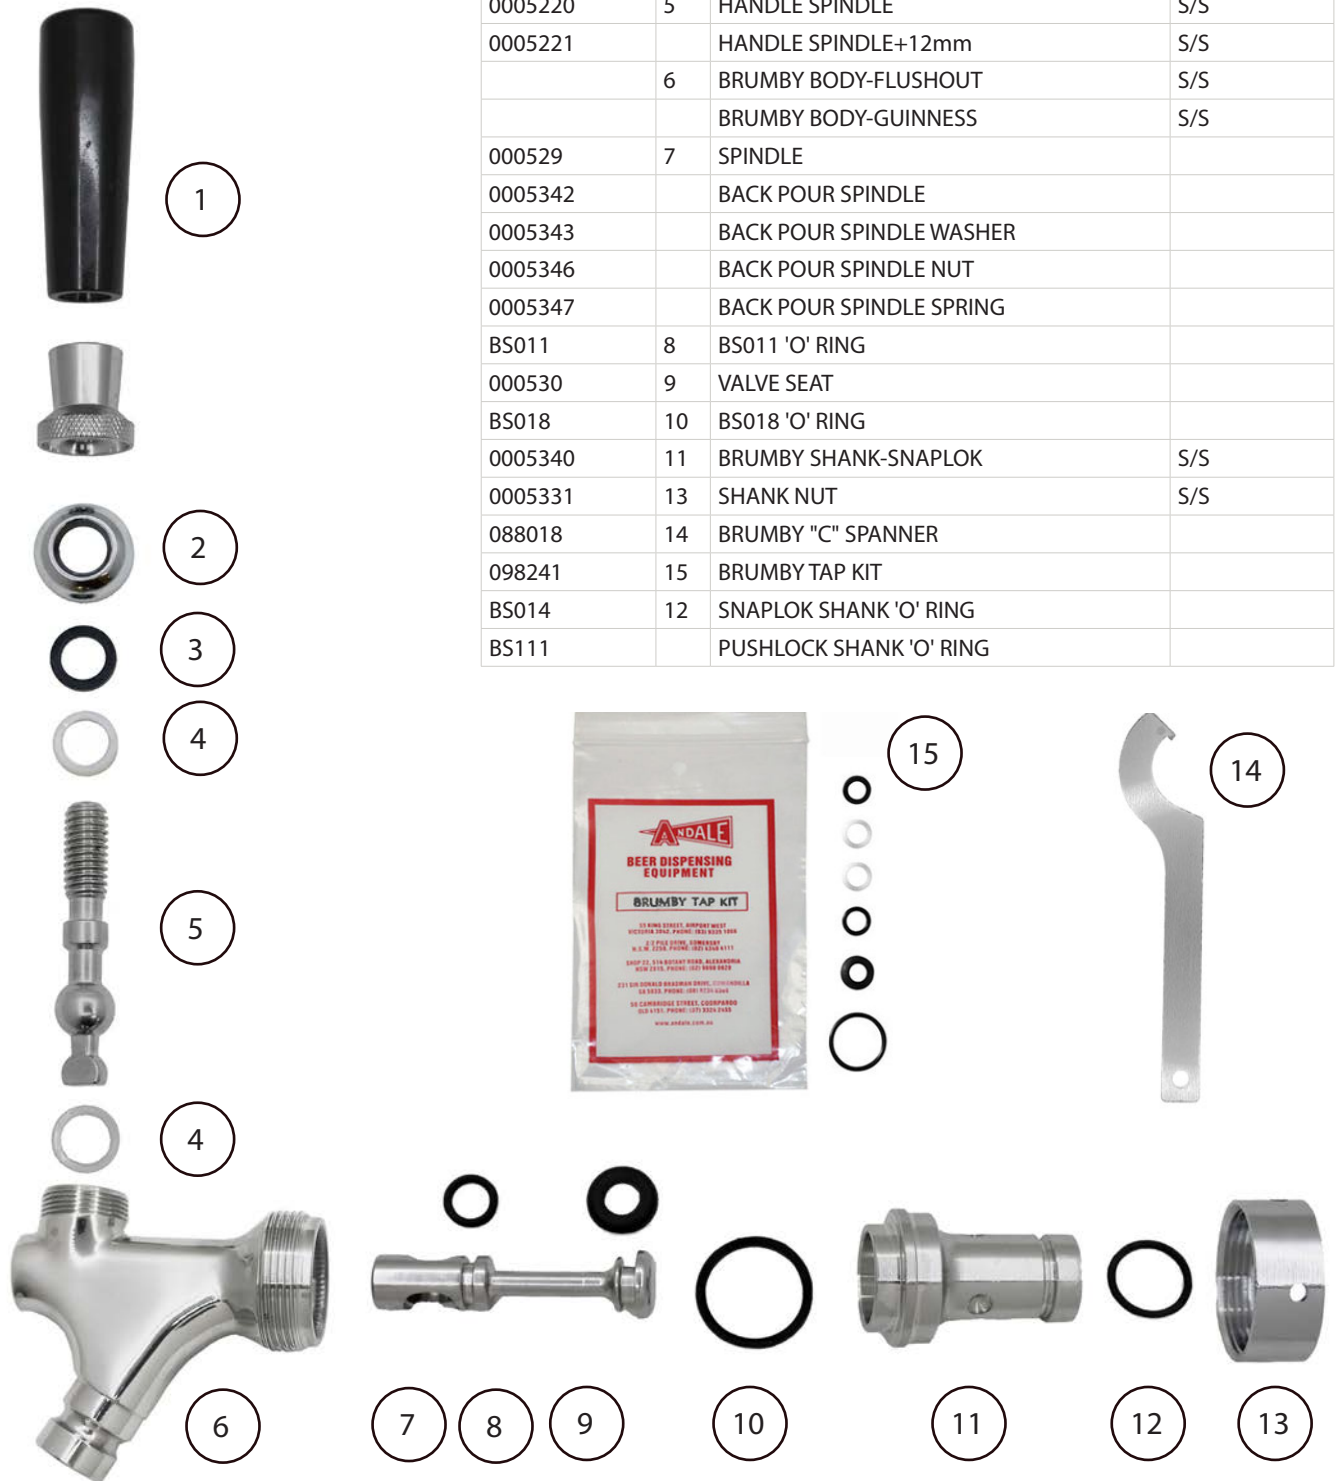 0005220 5 HANDLE SPINDLE S/S
0005221 HANDLE SPINDLE+12mm S/S
6 BRUMBY BODY-FLUSHOUT S/S
BRUMBY BODY-GUINNESS S/S
000529 7 SPINDLE
0005342 BACK POUR SPINDLE
0005343 BACK POUR SPINDLE WASHER
0005346 BACK POUR SPINDLE NUT
0005347 BACK POUR SPINDLE SPRING
BS011 8 BS011 'O' RING
000530 9 VALVE SEAT
BS018 10 BS018 'O' RING
0005340 11 BRUMBY SHANK-SNAPLOK S/S
0005331 13 SHANK NUT S/S
088018 14 BRUMBY "C" SPANNER
098241 15 BRUMBY TAP KIT
BS014 12 SNAPLOK SHANK 'O' RING
BS111 PUSHLOCK SHANK 'O' RING
1
2
3
4
5
4
15
14
ANDALE
BEER DISPENSING
EQUIPMENT
BRUMBY TAP KIT
www.andale.com.au
6
7
8
9
10
11
12
13